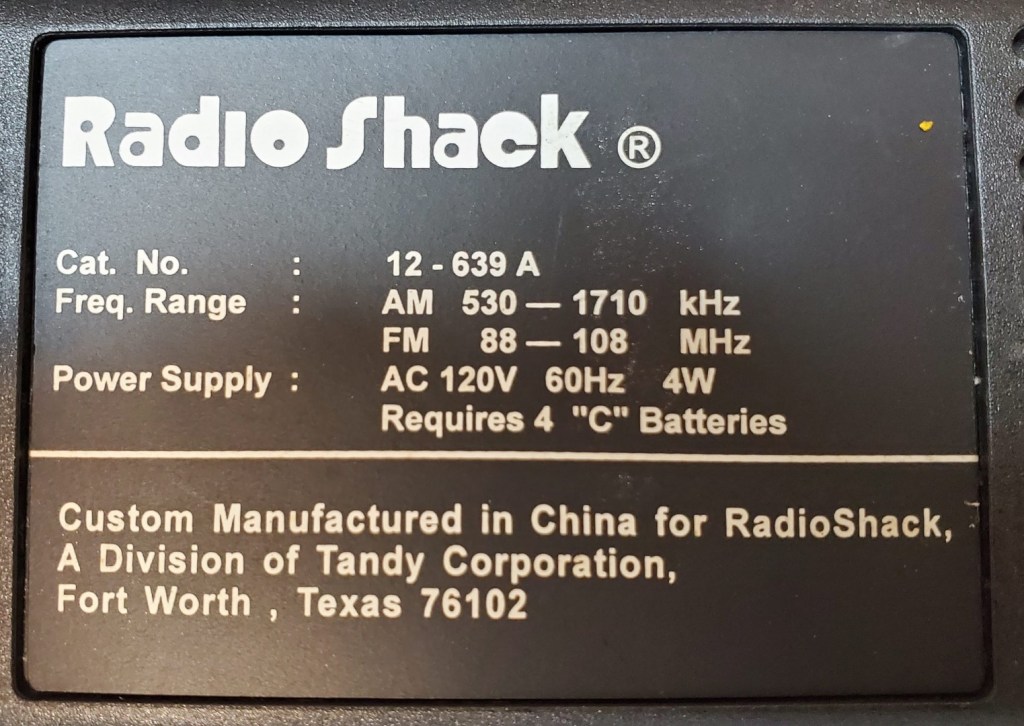 Radio Shack ®
Cat. No. : 12 - 639 A
Freq. Range : AM 530 — 1710 kHz
FM 88 — 108 MHz
Power Supply : AC 120V 60Hz 4W
Requires 4 "C" Batteries
Custom Manufactured in China for RadioShack,
A Division of Tandy Corporation,
Fort Worth , Texas 76102